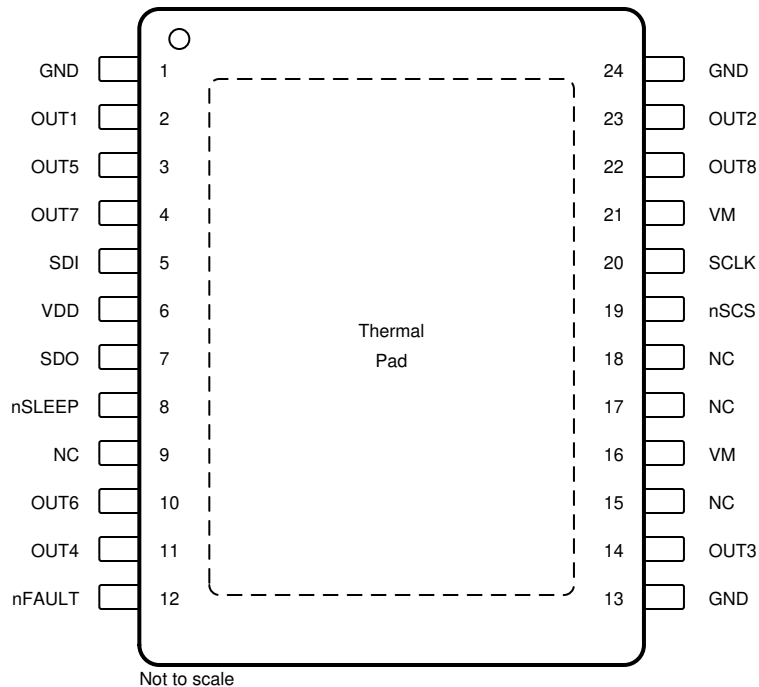 GND 1 24 GND
OUT1 2 23 OUT2
OUT5 3 22 OUT8
OUT7 4 21 VM
SDI 5 20 SCLK
VDD 6 19 nSCS
Thermal
SDO 7 18 NC
Pad
nSLEEP 8 17 NC
NC 9 16 VM
OUT6 10 15 NC
OUT4 11 14 OUT3
nFAULT 12 13 GND
Not to scale